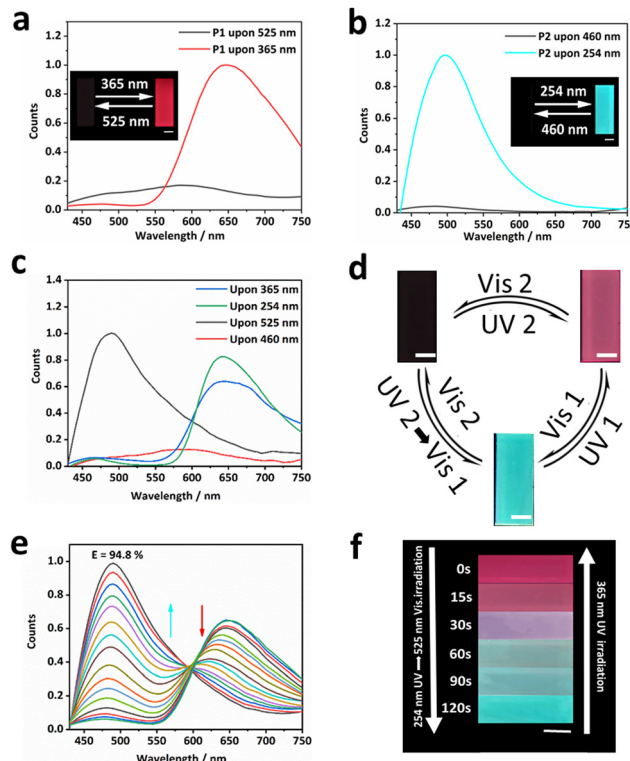 a
P1 upon 525 nm
P1 upon 365 nm
365 nm
525 nm
Counts
1.2
1.0
0.8
0.6
0.4
0.2
0.0
450 500 550 600 650 700 750
Wavelength / nm
b
P2 upon 460 nm
P2 upon 254 nm
254 nm
460 nm
Counts
1.2
1.0
0.8
0.6
0.4
0.2
0.0
450 500 550 600 650 700 750
Wavelength / nm
c
Upon 365 nm
Upon 254 nm
Upon 525 nm
Upon 460 nm
Counts
1.4
1.2
1.0
0.8
0.6
0.4
0.2
0.0
450 500 550 600 650 700 750
Wavelength / nm
d
Vis 2
UV 2
Vis 2
UV 2 ➡ Vis 1
Vis 1
UV 1
e
E = 94.8 %
Counts
1.0
0.8
0.6
0.4
0.2
0.0
450 500 550 600 650 700 750
Wavelength / nm
f
254 nm UV ➡ 525 nm Vis.irradiation
0s
15s
30s
60s
90s
120s
365 nm UV irradiation